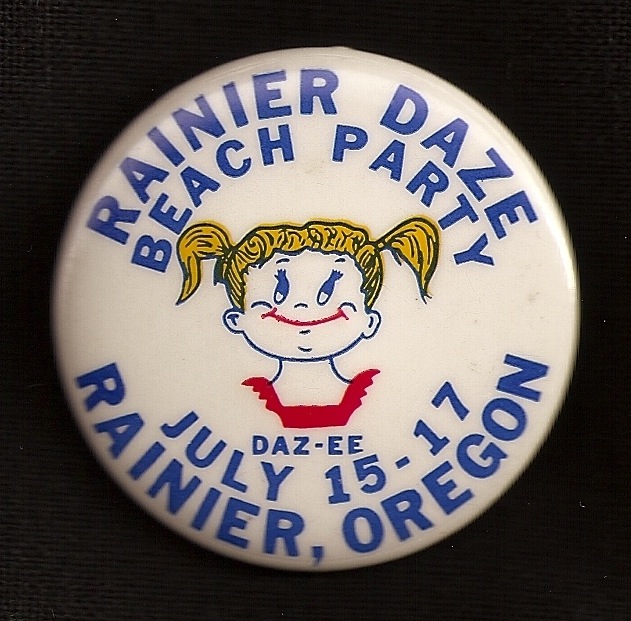 RAINIER DAZE
BEACH PARTY
DAZ-EE
JULY 15-17
RAINIER, OREGON